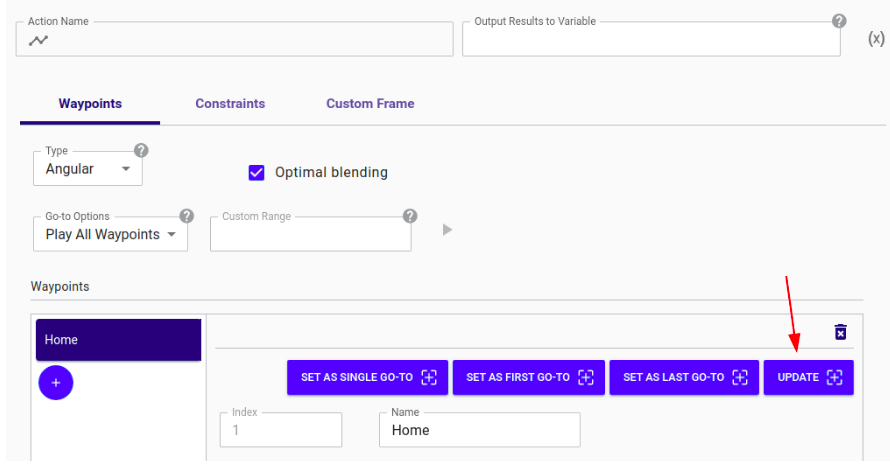 Action Name
Output Results to Variable
?
(x)
Waypoints Constraints Custom Frame
Type
?
Angular
Optimal blending
Go-to Options
?
Custom Range
?
Play All Waypoints
Waypoints
Home
+
SET AS SINGLE GO-TO SET AS FIRST GO-TO SET AS LAST GO-TO UPDATE
Index
Name
1
Home